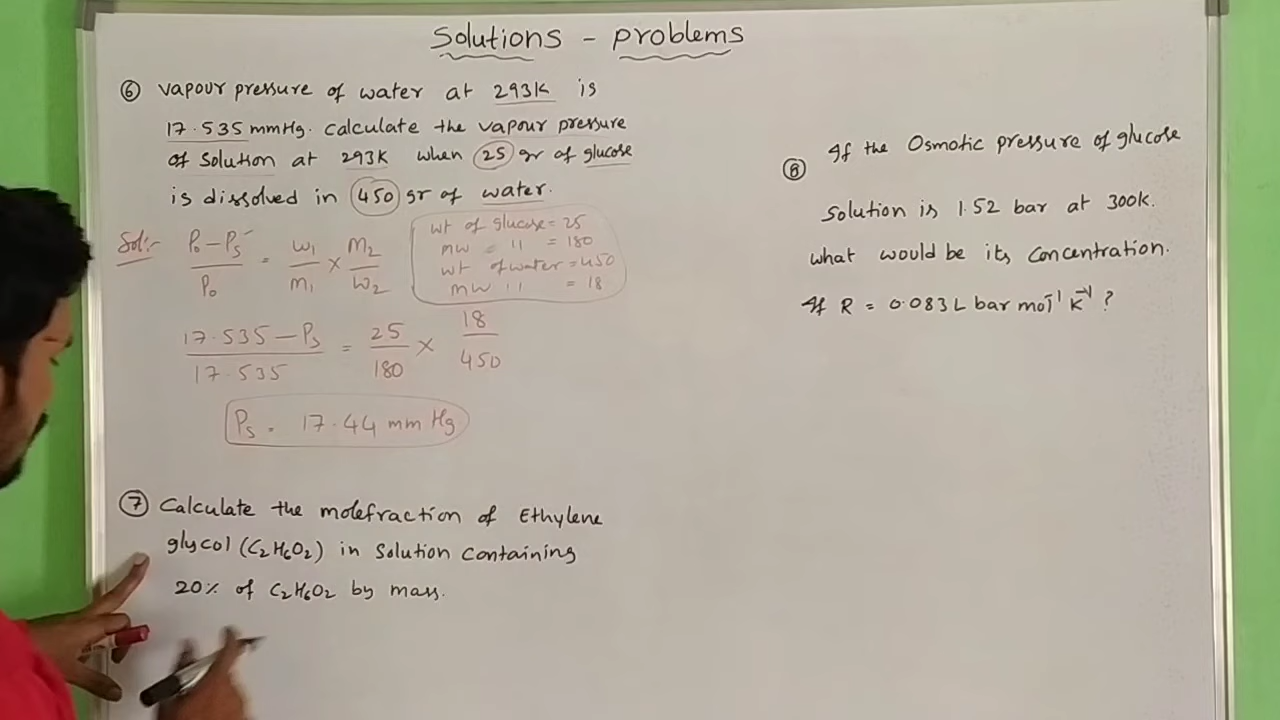 Solutions - problems
⑥ vapour pressure of water at 293K is
17.535 mmHg. calculate the vapour pressure
of solution at 293K when 25 gr of glucose
is dissolved in 450 gr of water.
Sol:- P₀-Pₛ / P₀ = W₁/M₁ × M₂/W₂
wt of glucose = 25
mw = 11 = 180
wt of water = 450
mw 11 = 18
17.535-Pₛ / 17.535 = 25/180 × 18/450
Pₛ = 17.44 mm Hg
⑦ Calculate the molefraction of Ethylene
glycol (C₂H₆O₂) in solution containing
20% of C₂H₆O₂ by mass.
⑧ If the Osmotic pressure of glucose
solution is 1.52 bar at 300K.
what would be its concentration.
If R = 0.083 L bar mol⁻¹ K⁻¹ ?